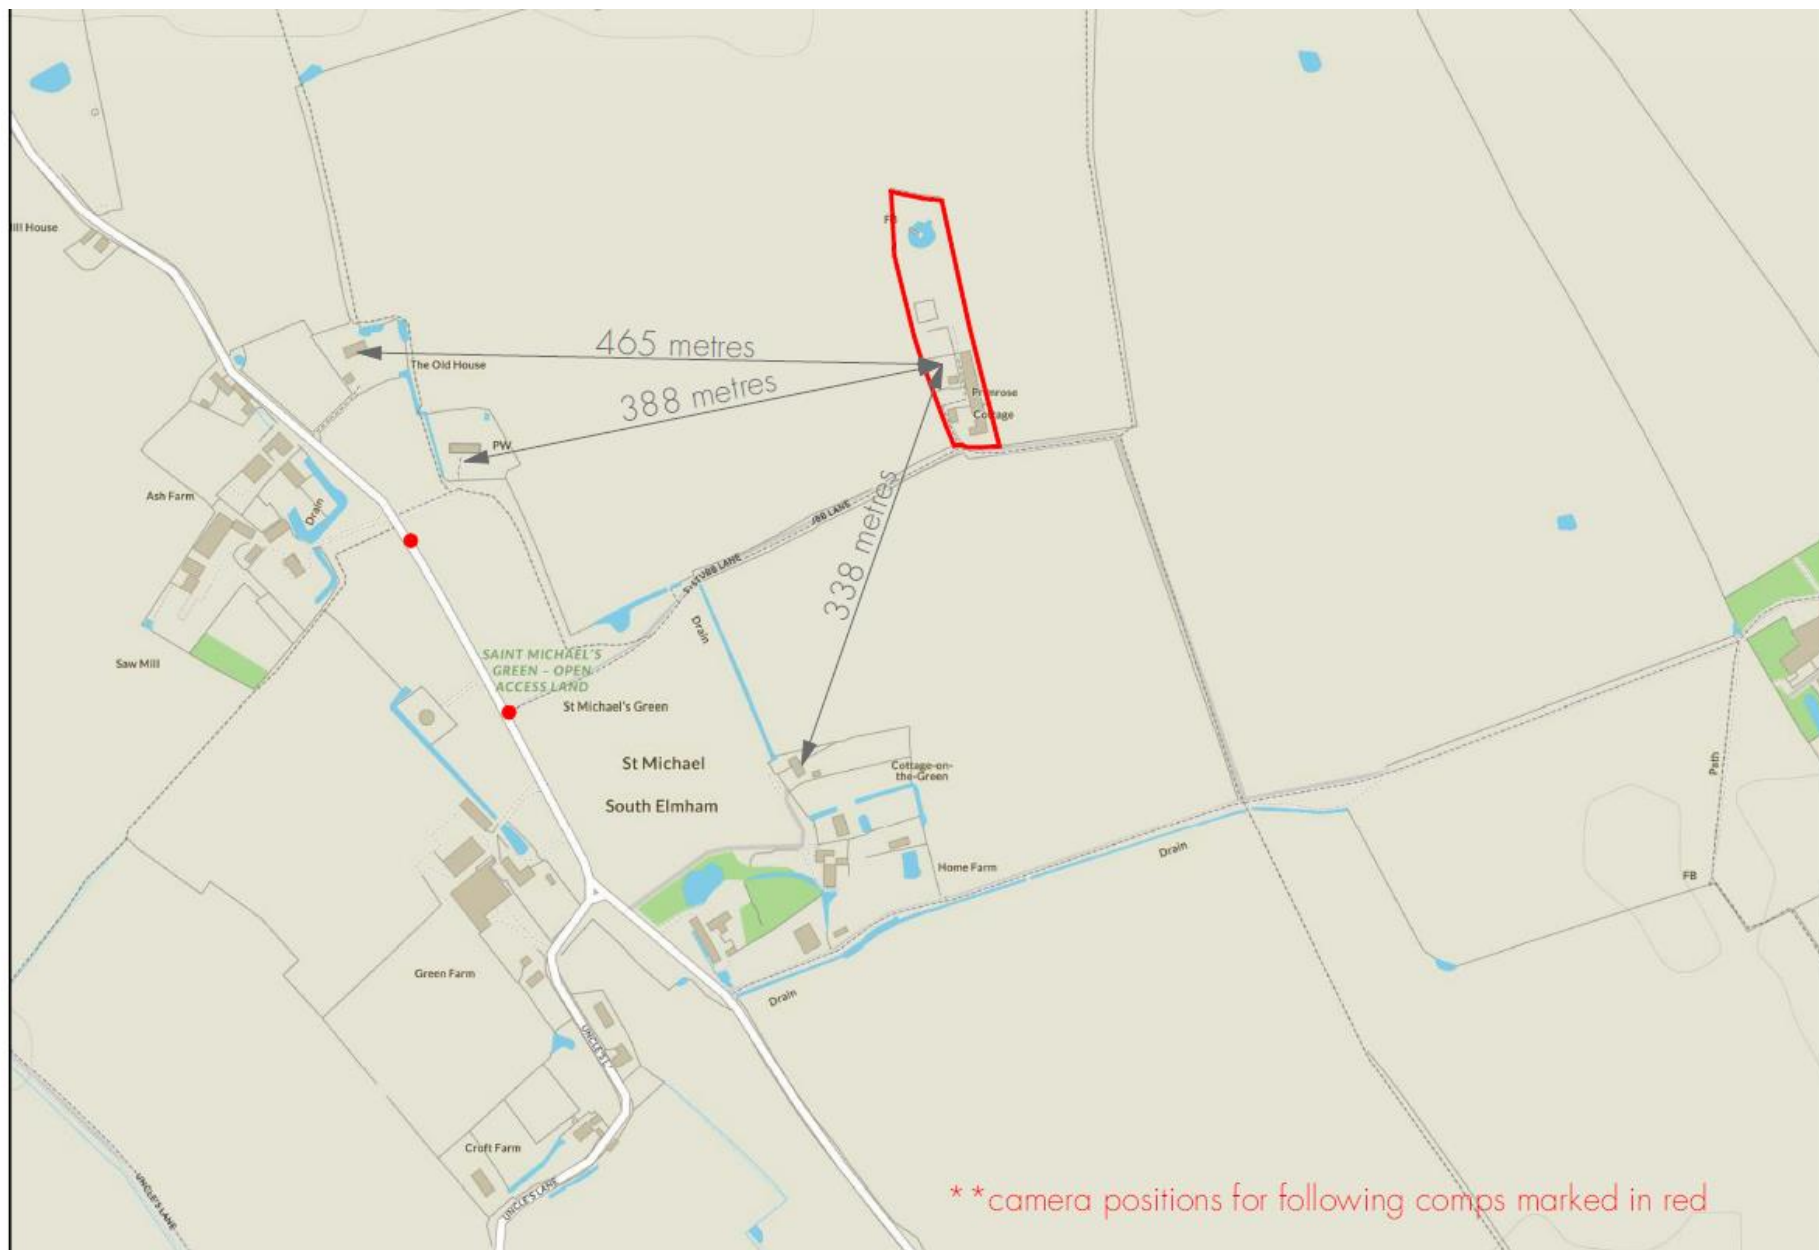 ill House
FB
465 metres
The Old House
388 metres
Primrose
Cottage
PW
Ash Farm
Drain
338 metres
STUBB LANE
Drain
SAINT MICHAEL'S
GREEN - OPEN
ACCESS LAND
Saw Mill
St Michael's Green
St Michael
South Elmham
Cottage-on-
the-Green
Path
Drain
Home Farm
FB
Green Farm
Drain
UNCLE'S L
Croft Farm
UNCLE'S LANE
UNCLE'S LANE
**camera positions for following comps marked in red